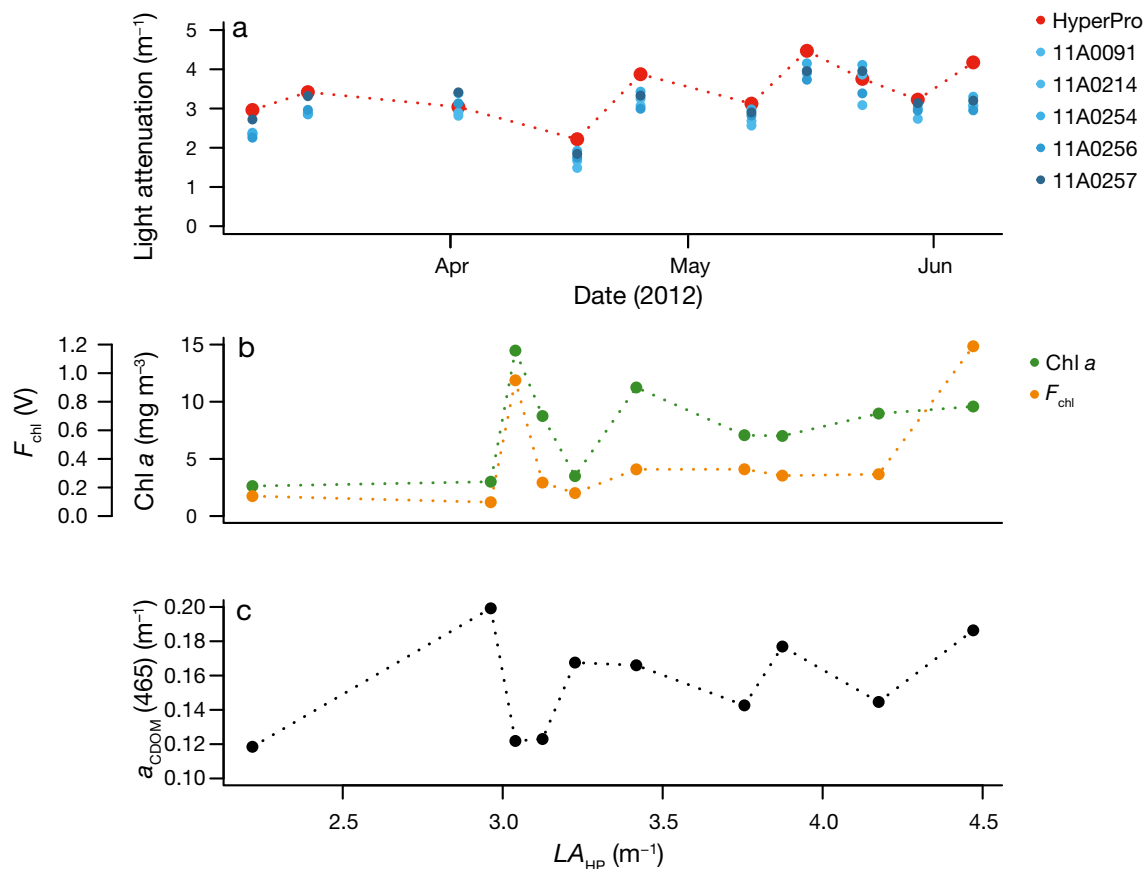 a
Light attenuation (m⁻¹)
5
4
3
2
1
0
Apr
May
Jun
Date (2012)
HyperPro
11A0091
11A0214
11A0254
11A0256
11A0257
b
F_chl (V)
1.2
1.0
0.8
0.6
0.4
0.2
0.0
Chl a (mg m⁻³)
15
10
5
0
Chl a
F_chl
c
a_CDOM (465) (m⁻¹)
0.20
0.18
0.16
0.14
0.12
0.10
2.5
3.0
3.5
4.0
4.5
LA_HP (m⁻¹)